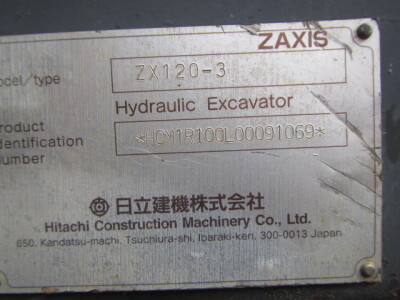 ZAXIS
odel/type ZX120-3
Hydraulic Excavator
roduct
dentification *HCM1R100L00091069*
umber
日立建機株式会社
Hitachi Construction Machinery Co., Ltd.
650, Kandatsu-machi, Tsuchiura-shi, Ibaraki-ken, 300-0013 Japan